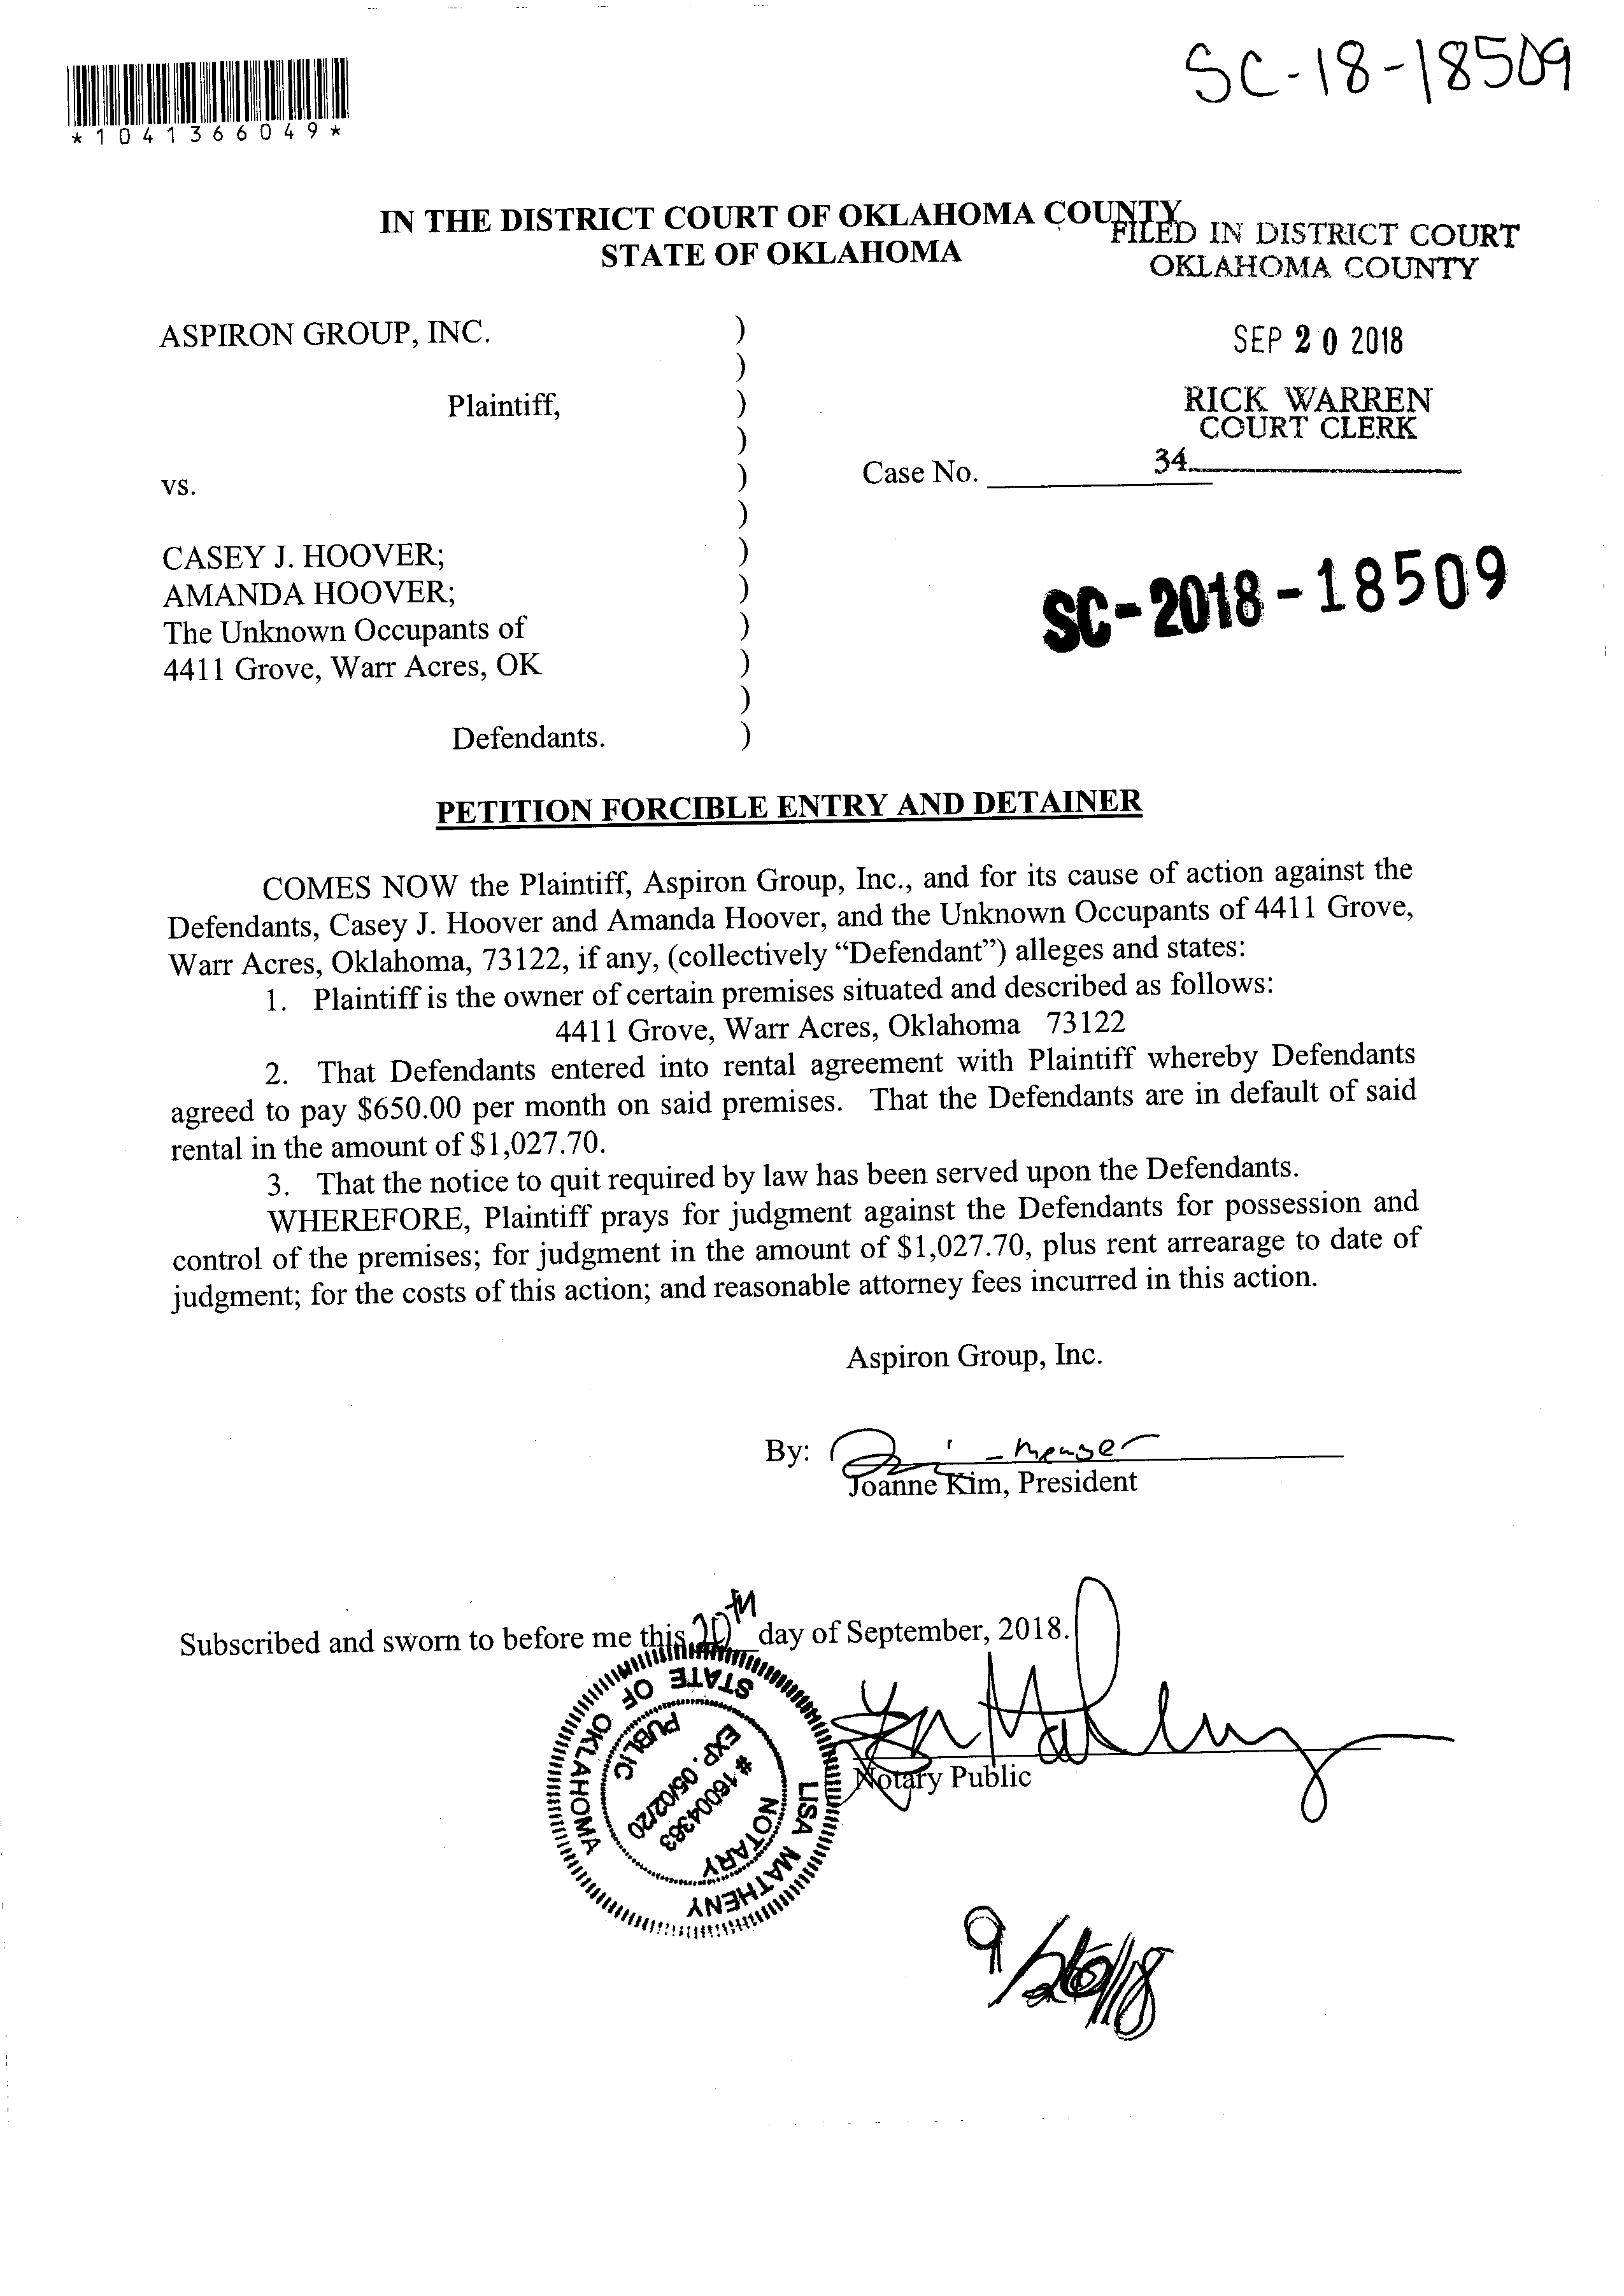 SC-18-18509
*1041366049*
IN THE DISTRICT COURT OF OKLAHOMA COUNTY
STATE OF OKLAHOMA
FILED IN DISTRICT COURT
OKLAHOMA COUNTY
SEP 20 2018
RICK WARREN
COURT CLERK
34
ASPIRON GROUP, INC. )
)
Plaintiff, )
)
vs. ) Case No.
)
CASEY J. HOOVER; )
AMANDA HOOVER; )
The Unknown Occupants of )
4411 Grove, Warr Acres, OK )
)
Defendants. )
SC-2018-18509
PETITION FORCIBLE ENTRY AND DETAINER
COMES NOW the Plaintiff, Aspiron Group, Inc., and for its cause of action against the
Defendants, Casey J. Hoover and Amanda Hoover, and the Unknown Occupants of 4411 Grove,
Warr Acres, Oklahoma, 73122, if any, (collectively “Defendant”) alleges and states:
1. Plaintiff is the owner of certain premises situated and described as follows:
4411 Grove, Warr Acres, Oklahoma 73122
2. That Defendants entered into rental agreement with Plaintiff whereby Defendants
agreed to pay $650.00 per month on said premises. That the Defendants are in default of said
rental in the amount of $1,027.70.
3. That the notice to quit required by law has been served upon the Defendants.
WHEREFORE, Plaintiff prays for judgment against the Defendants for possession and
control of the premises; for judgment in the amount of $1,027.70, plus rent arrearage to date of
judgment; for the costs of this action; and reasonable attorney fees incurred in this action.
Aspiron Group, Inc.
By:
Joanne Kim, President
Subscribed and sworn to before me this 20th day of September, 2018.
Notary Public
LISA MATHENY
STATE OF OKLAHOMA
NOTARY
PUBLIC
# 16004363
EXP. 05/02/20
9/26/18